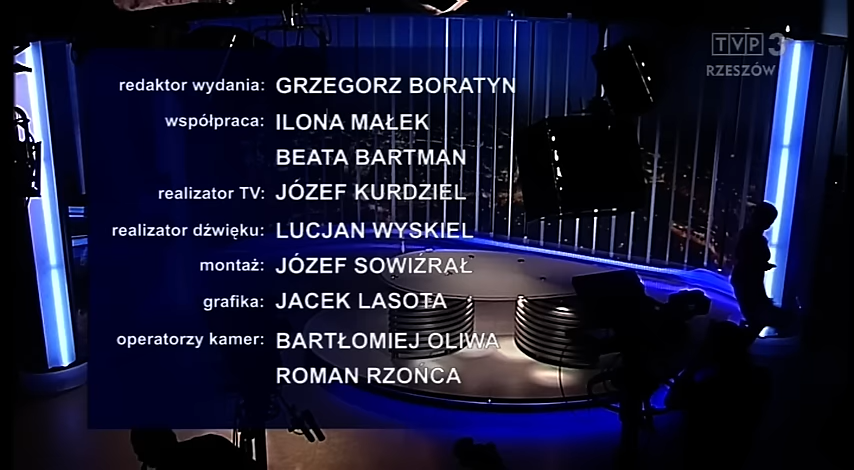 TVP3
RZESZÓW
redaktor wydania: GRZEGORZ BORATYN
współpraca: ILONA MAŁEK
BEATA BARTMAN
realizator TV: JÓZEF KURDZIEL
realizator dźwięku: LUCJAN WYSKIEL
montaż: JÓZEF SOWIŹRAŁ
grafika: JACEK LASOTA
operatorzy kamer: BARTŁOMIEJ OLIWA
ROMAN RZOŃCA